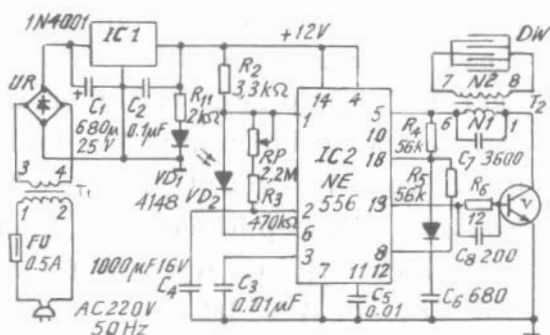 1N4001
IC1
+12V
DW
UR
C1
680μ
25V
C2
0.1μF
R11
2kΩ
R2
3,3kΩ
14
4
7
N2
8
T2
1
5
10
6
N1
1
R4
56k
C7 3600
RP
2,2M
IC2
NE
556
18
R5
56k
R6
V
3
4
T1
VD1
4148
VD2
R3
470kΩ
2
6
19
12
C8 200
1
2
FU
0.5A
1000μF16V
C4
3
8
C3
0.01μF
7
11
12
C5
0.01
C6 680
AC220V
50Hz